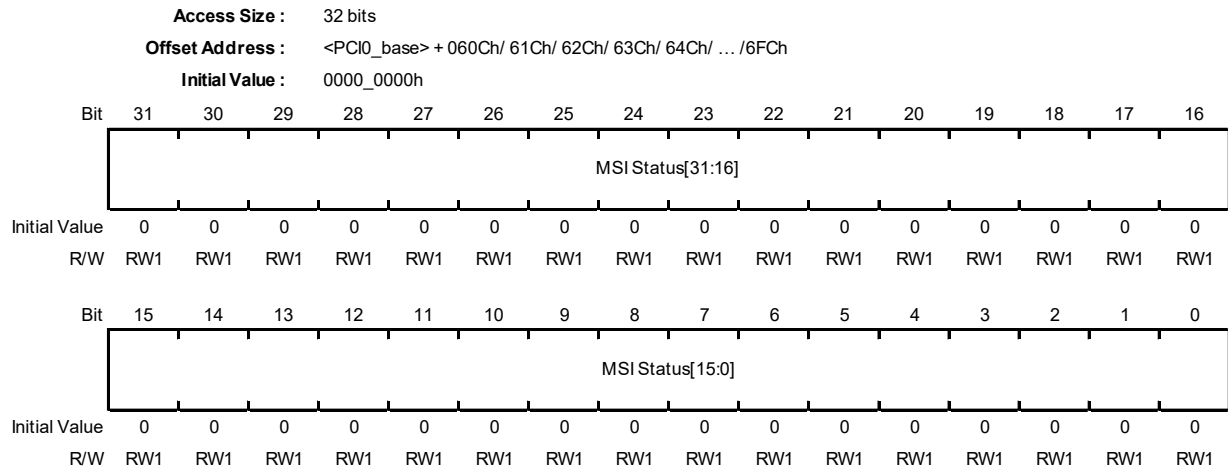 Access Size : 32 bits
Offset Address : <PCI0_base> + 060Ch/ 61Ch/ 62Ch/ 63Ch/ 64Ch/ … /6FCh
Initial Value : 0000_0000h
Bit 31 30 29 28 27 26 25 24 23 22 21 20 19 18 17 16
MSI Status[31:16]
Initial Value 0 0 0 0 0 0 0 0 0 0 0 0 0 0 0 0
R/W RW1 RW1 RW1 RW1 RW1 RW1 RW1 RW1 RW1 RW1 RW1 RW1 RW1 RW1 RW1 RW1
Bit 15 14 13 12 11 10 9 8 7 6 5 4 3 2 1 0
MSI Status[15:0]
Initial Value 0 0 0 0 0 0 0 0 0 0 0 0 0 0 0 0
R/W RW1 RW1 RW1 RW1 RW1 RW1 RW1 RW1 RW1 RW1 RW1 RW1 RW1 RW1 RW1 RW1